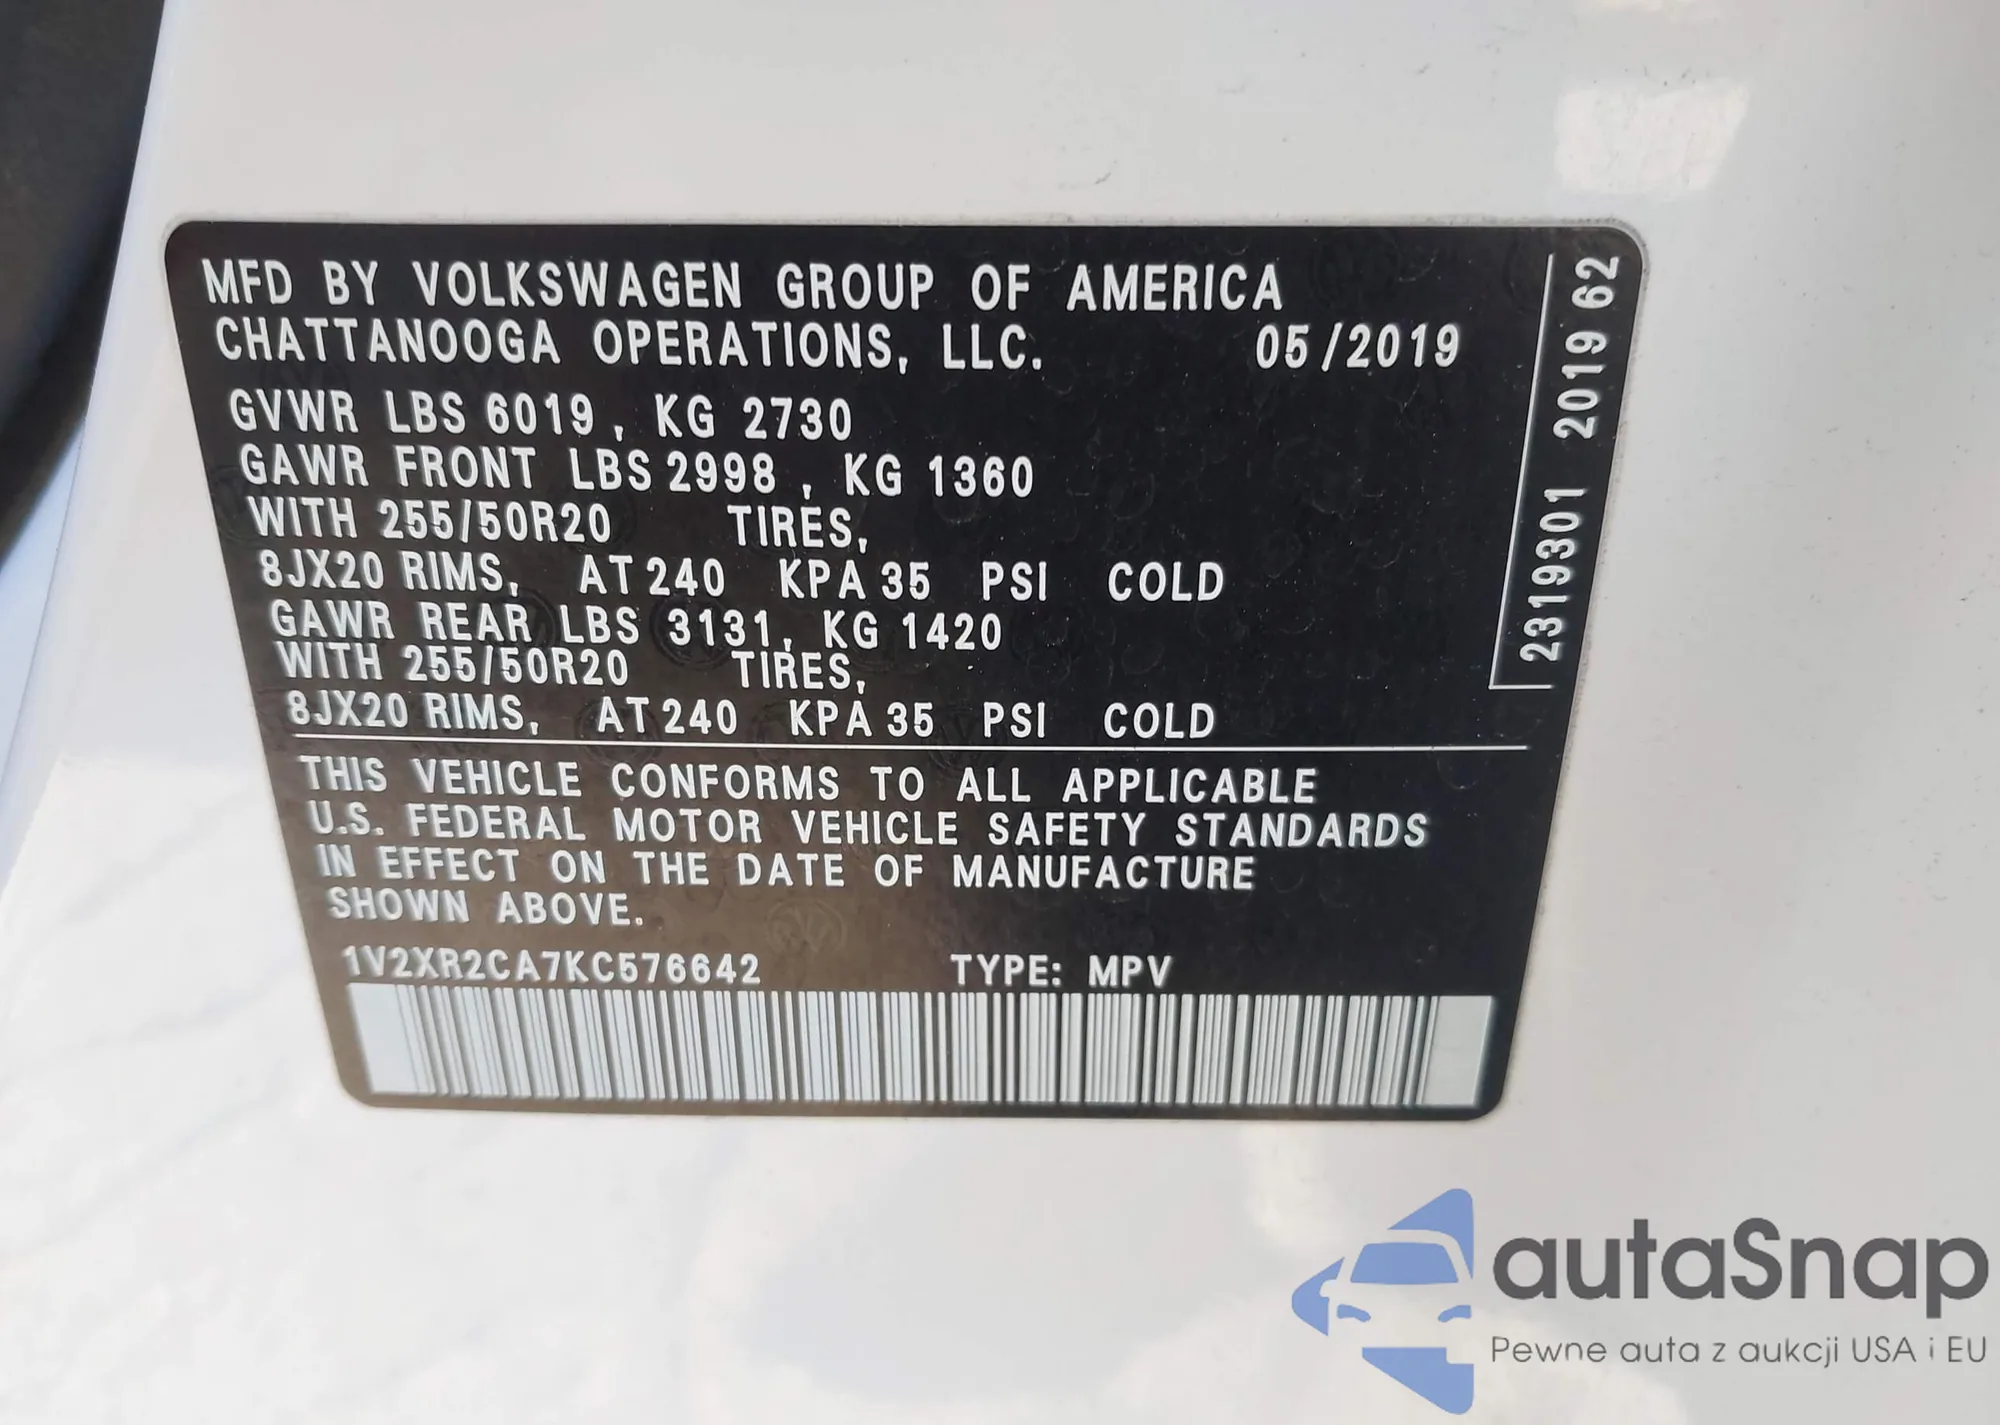 MFD BY VOLKSWAGEN GROUP OF AMERICA
CHATTANOOGA OPERATIONS, LLC. 05/2019
GVWR LBS 6019, KG 2730
GAWR FRONT LBS 2998, KG 1360
WITH 255/50R20 TIRES,
8JX20 RIMS, AT 240 KPA 35 PSI COLD
GAWR REAR LBS 3131, KG 1420
WITH 255/50R20 TIRES,
8JX20 RIMS, AT 240 KPA 35 PSI COLD
THIS VEHICLE CONFORMS TO ALL APPLICABLE
U.S. FEDERAL MOTOR VEHICLE SAFETY STANDARDS
IN EFFECT ON THE DATE OF MANUFACTURE
SHOWN ABOVE.
1V2XR2CA7KC576642 TYPE: MPV
2319301 2019 62
autaSnap
Pewne auta z aukcji USA i EU